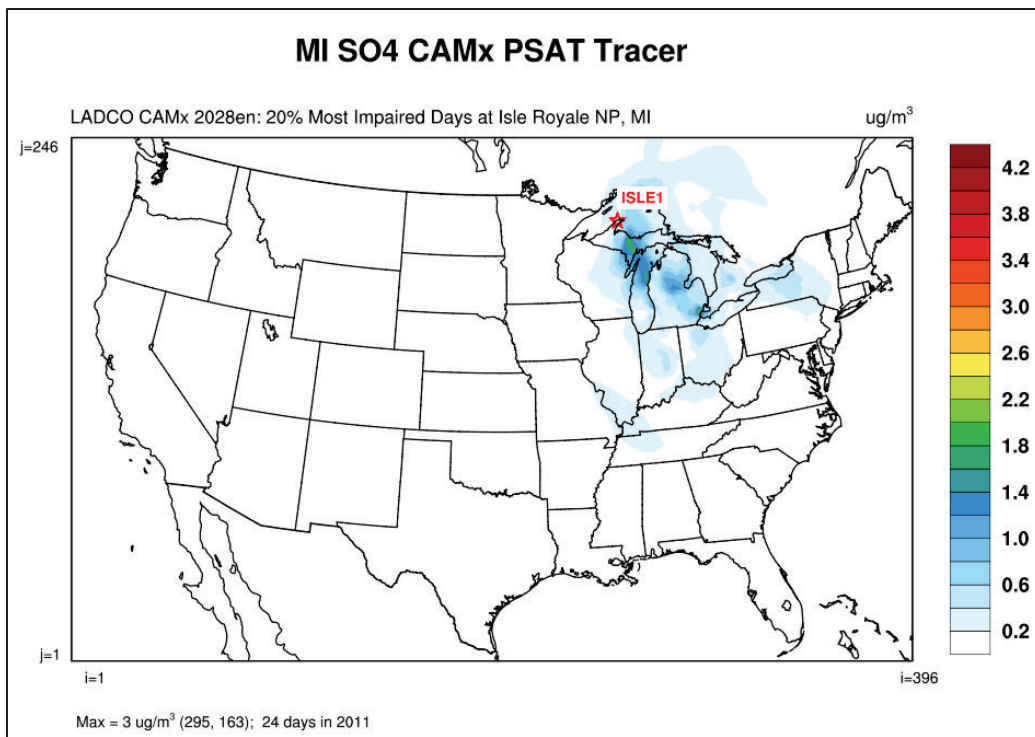 MI SO4 CAMx PSAT Tracer
LADCO CAMx 2028en: 20% Most Impaired Days at Isle Royale NP, MI
ug/m³
j=246
ISLE1
4.2
3.8
3.4
3.0
2.6
2.2
1.8
1.4
1.0
0.6
0.2
j=1
i=1
i=396
Max = 3 ug/m³ (295, 163); 24 days in 2011